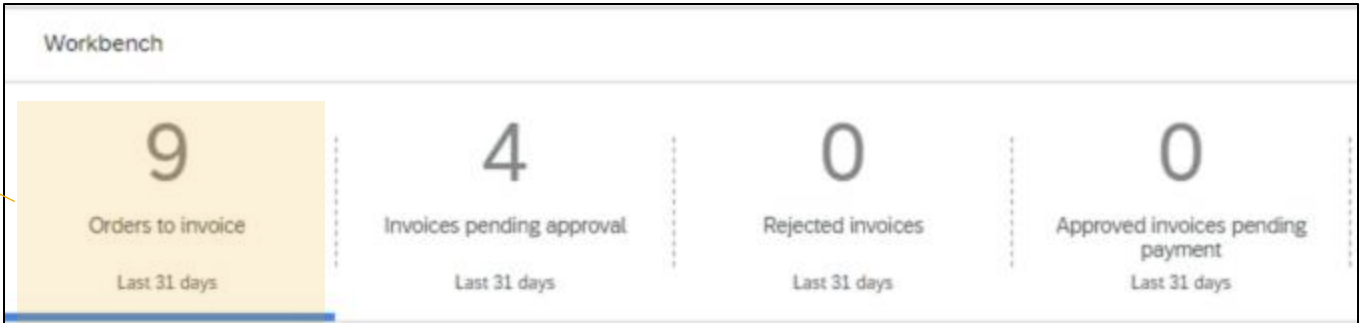 Workbench
9
Orders to invoice
Last 31 days
4
Invoices pending approval
Last 31 days
0
Rejected invoices
Last 31 days
0
Approved invoices pending
payment
Last 31 days